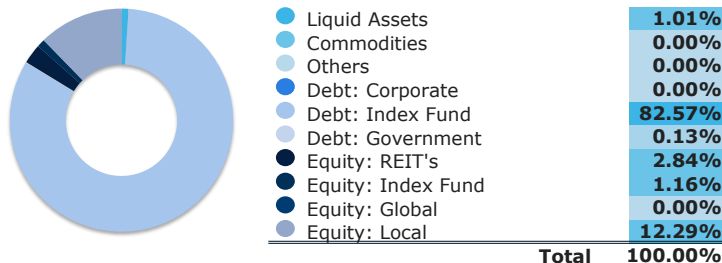 Liquid Assets 1.01%
Commodities 0.00%
Others 0.00%
Debt: Corporate 0.00%
Debt: Index Fund 82.57%
Debt: Government 0.13%
Equity: REIT's 2.84%
Equity: Index Fund 1.16%
Equity: Global 0.00%
Equity: Local 12.29%
Total 100.00%